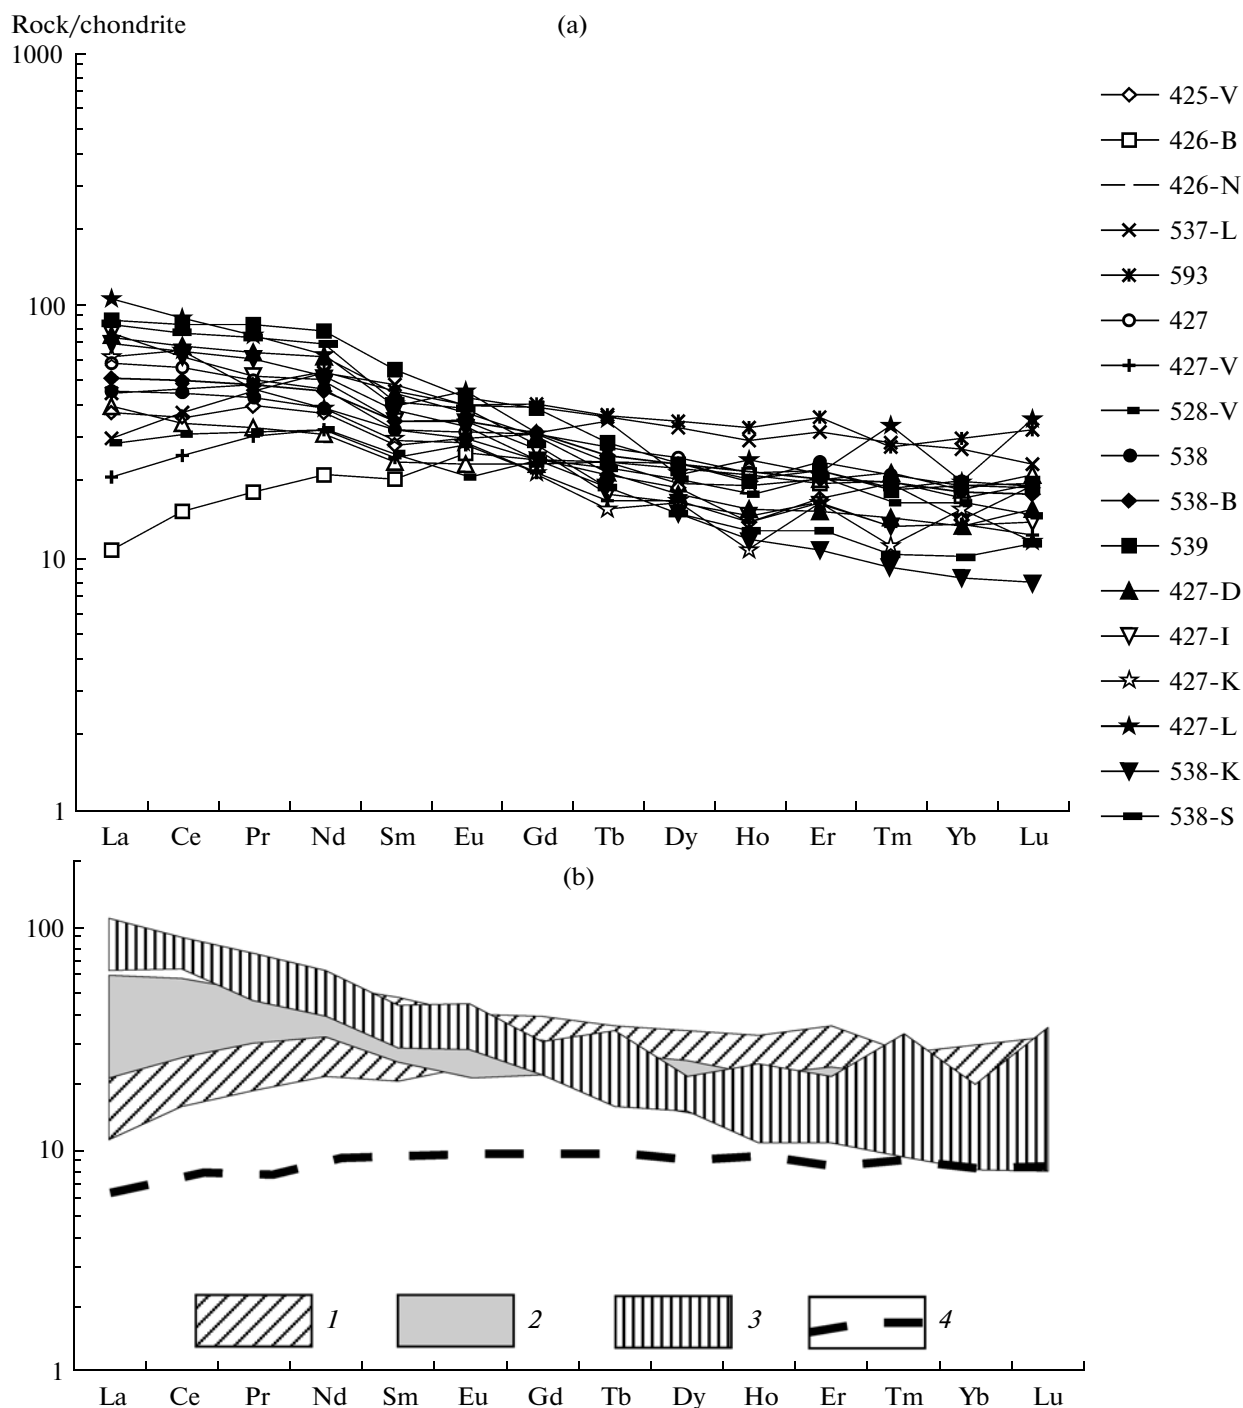 Rock/chondrite
(a)
1000
100
10
1
La Ce Pr Nd Sm Eu Gd Tb Dy Ho Er Tm Yb Lu
425-V
426-B
426-N
537-L
593
427
427-V
528-V
538
538-B
539
427-D
427-I
427-K
427-L
538-K
538-S
(b)
100
10
1
1 2 3 4
La Ce Pr Nd Sm Eu Gd Tb Dy Ho Er Tm Yb Lu